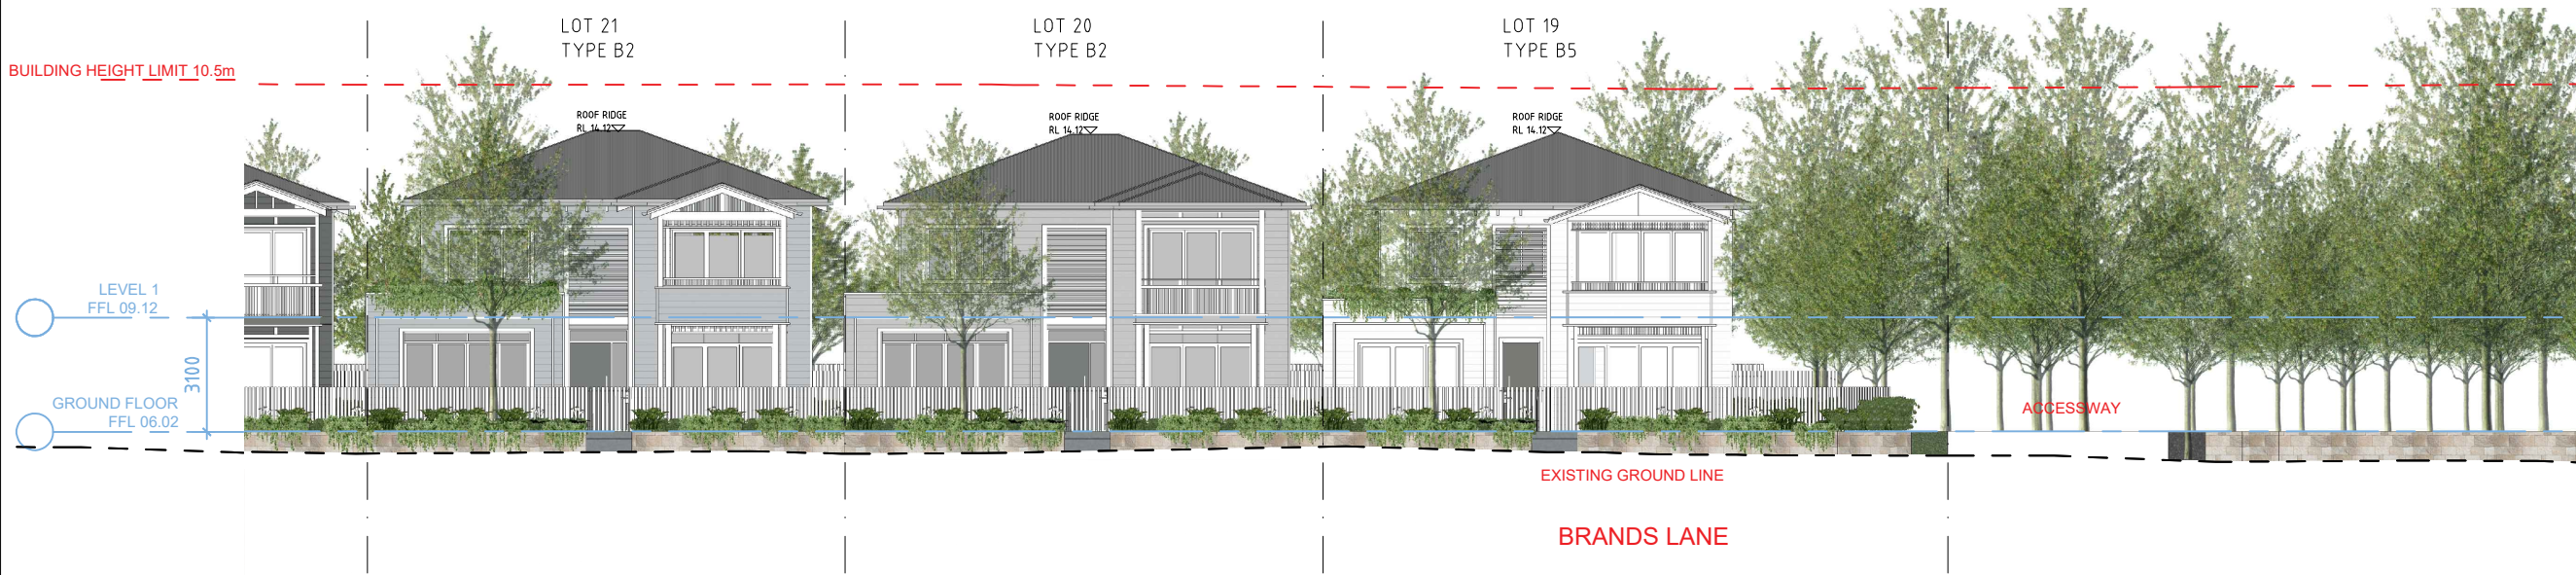 LOT 21
TYPE B2
LOT 20
TYPE B2
LOT 19
TYPE B5
BUILDING HEIGHT LIMIT 10.5m
ROOF RIDGE
RL 14.12
ROOF RIDGE
RL 14.12
ROOF RIDGE
RL 14.12
LEVEL 1
FFL 09.12
3100
GROUND FLOOR
FFL 06.02
ACCESSWAY
EXISTING GROUND LINE
BRANDS LANE